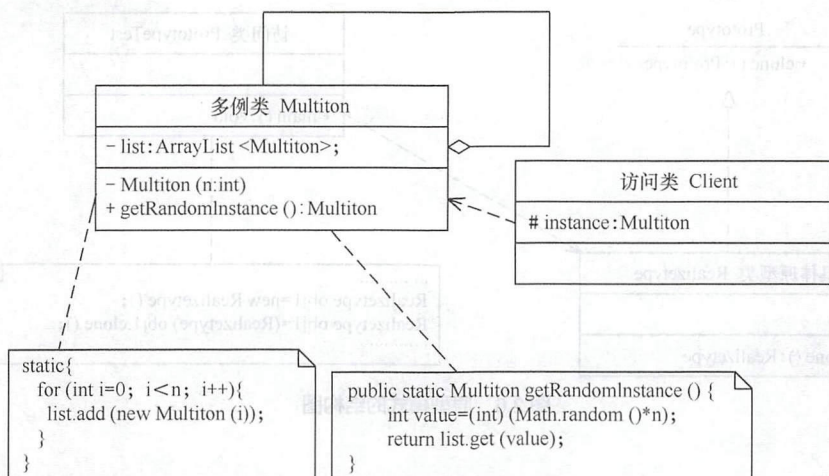 多例类 Multiton
- list:ArrayList <Multiton>;
- Multiton (n:int)
+ getRandomInstance (): Multiton
访问类 Client
# instance:Multiton
static{
for (int i=0; i<n; i++){
list.add (new Multiton (i));
}
}
public static Multiton getRandomInstance () {
int value=(int) (Math.random ()*n);
return list.get (value);
}